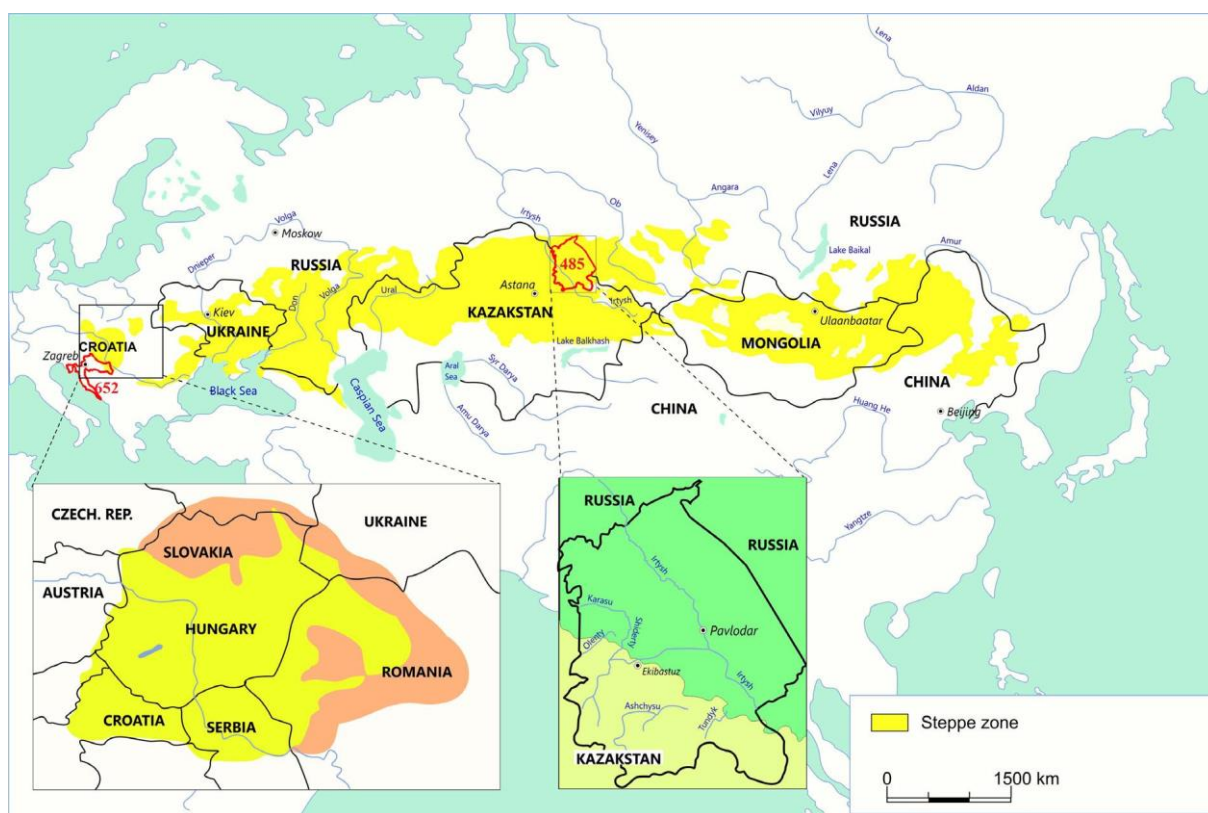 Lena
Aldan
Vilyuy
Yenisey
Lena
Angara
Ob
Irtysh
RUSSIA
Volga
Moskow
Dnieper
RUSSIA
Lake Baikal
Amur
485
Don
Volga
Ural
Astana
Irtysh
Kiev
UKRAINE
KAZAKSTAN
Ulaanbaatar
MONGOLIA
CROATIA
Zagreb
652
Black Sea
Caspian Sea
Aral
Sea
Syr Darya
Lake Balkhash
Amu Darya
CHINA
CHINA
Huang He
Beijing
Yangtze
CZECH. REP.
UKRAINE
SLOVAKIA
AUSTRIA
HUNGARY
ROMANIA
CROATIA
SERBIA
RUSSIA
RUSSIA
Irtysh
Karasu
Shiderty
Olenty
Pavlodar
Ekibastuz
Irtysh
Ashchysu
Tundyk
KAZAKSTAN
Steppe zone
0 1500 km